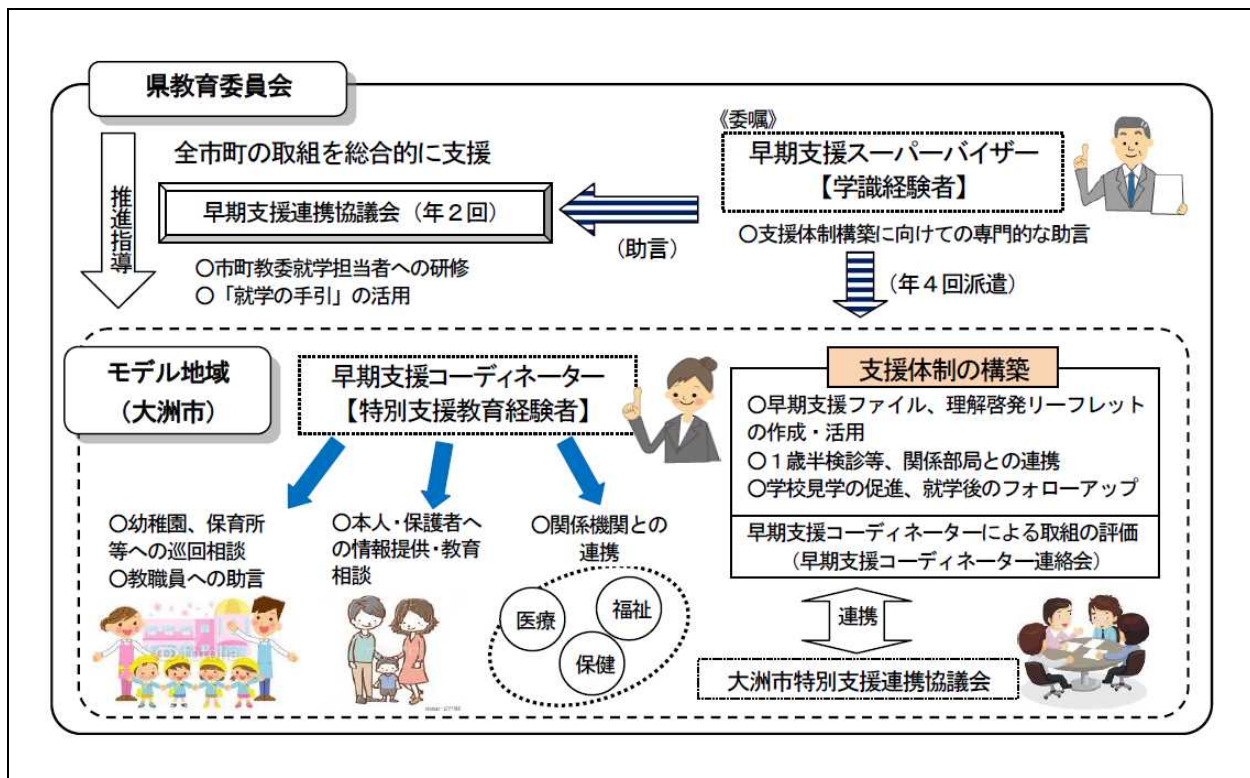 県教育委員会
全市町の取組を総合的に支援
推進指導
早期支援連携協議会（年２回）
○市町教委就学担当者への研修
○「就学の手引」の活用
（助言）
《委嘱》
早期支援スーパーバイザー
【学識経験者】
○支援体制構築に向けての専門的な助言
（年４回派遣）
モデル地域
（大洲市）
早期支援コーディネーター
【特別支援教育経験者】
○幼稚園、保育所
等への巡回相談
○教職員への助言
○本人・保護者へ
の情報提供・教育
相談
○関係機関との
連携
医療
福祉
保健
支援体制の構築
○早期支援ファイル、理解啓発リーフレット
の作成・活用
○１歳半検診等、関係部局との連携
○学校見学の促進、就学後のフォローアップ
早期支援コーディネーターによる取組の評価
（早期支援コーディネーター連絡会）
連携
大洲市特別支援連携協議会